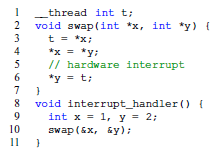 1 __thread int t;
2 void swap(int *x, int *y) {
3 t = *x;
4 *x = *y;
5 // hardware interrupt
6 *y = t;
7 }
8 void interrupt_handler() {
9 int x = 1, y = 2;
10 swap(&x, &y);
11 }